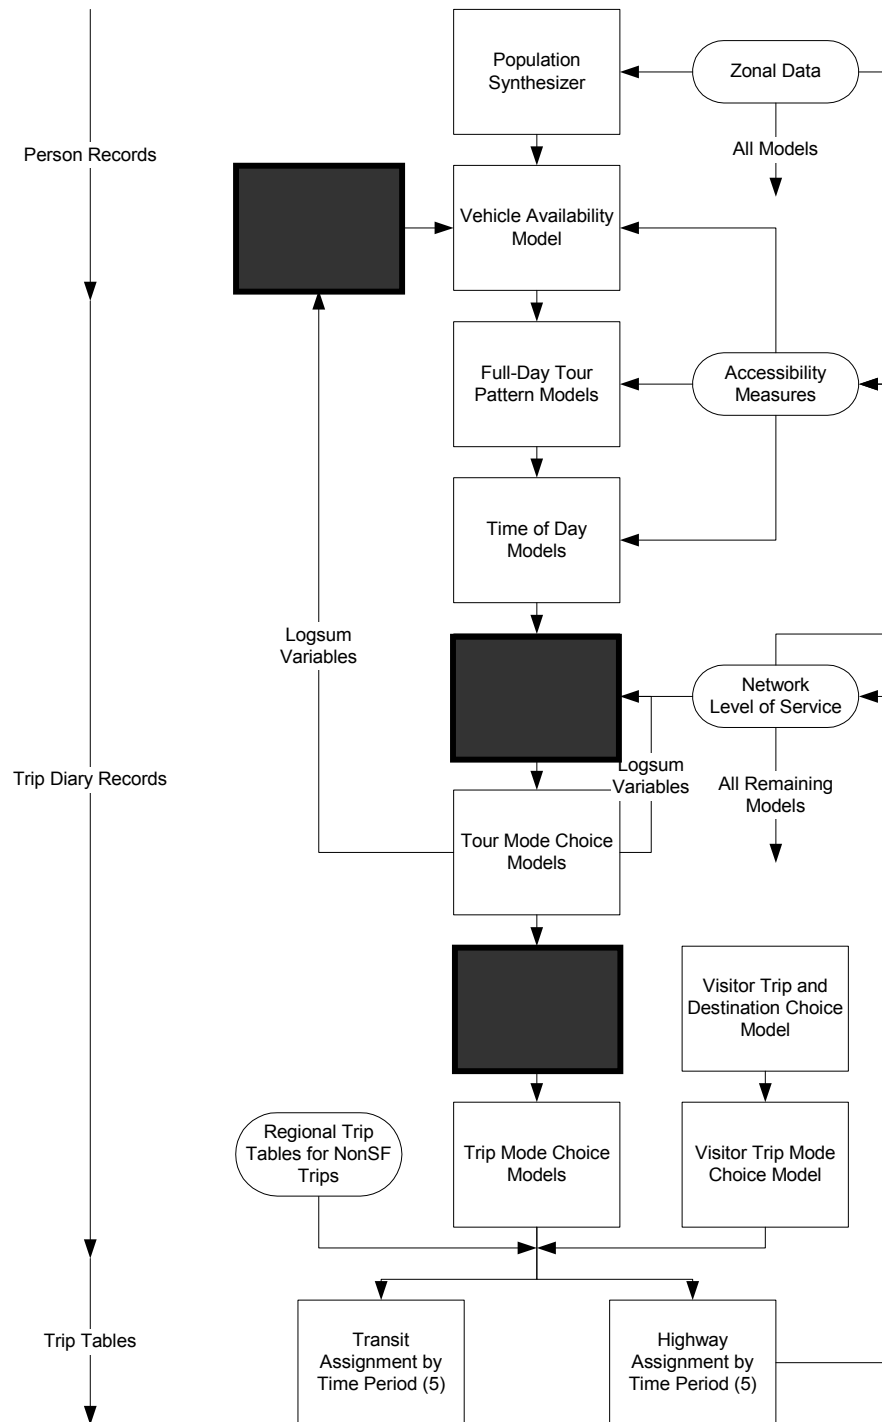 Population
Synthesizer
Zonal Data
All Models
Person Records
Vehicle Availability
Model
Full-Day Tour
Pattern Models
Accessibility
Measures
Time of Day
Models
Logsum
Variables
Network
Level of Service
Logsum
Variables
All Remaining
Models
Trip Diary Records
Tour Mode Choice
Models
Visitor Trip and
Destination Choice
Model
Regional Trip
Tables for NonSF
Trips
Trip Mode Choice
Models
Visitor Trip Mode
Choice Model
Trip Tables
Transit
Assignment by
Time Period (5)
Highway
Assignment by
Time Period (5)